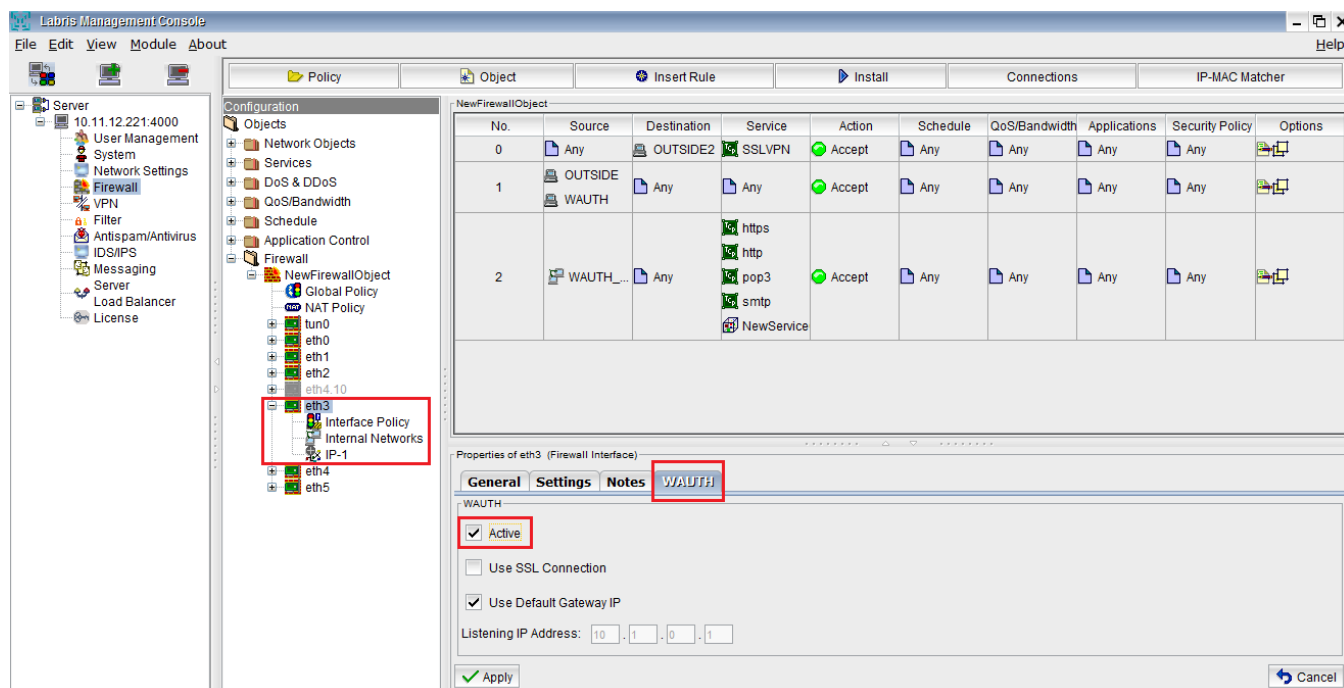 Labris Management Console
File Edit View Module About Help
Policy Object Insert Rule Install Connections IP-MAC Matcher
Server
10.11.12.221:4000
User Management
System
Network Settings
Firewall
VPN
Filter
Antispam/Antivirus
IDS/IPS
Messaging
Server
Load Balancer
License
Configuration
Objects
Network Objects
Services
DoS & DDoS
QoS/Bandwidth
Schedule
Application Control
Firewall
NewFirewallObject
Global Policy
NAT Policy
tun0
eth0
eth1
eth2
eth4.10
eth3
Interface Policy
Internal Networks
IP-1
eth4
eth5
NewFirewallObject
No. Source Destination Service Action Schedule QoS/Bandwidth Applications Security Policy Options
0 Any OUTSIDE2 SSLVPN Accept Any Any Any Any
1 OUTSIDE WAUTH Any Any Accept Any Any Any Any
2 WAUTH_... Any https http pop3 smtp NewService Accept Any Any Any Any
Properties of eth3 (Firewall Interface)
General Settings Notes WAUTH
WAUTH
Active
Use SSL Connection
Use Default Gateway IP
Listening IP Address: 10 . 1 . 0 . 1
Apply Cancel